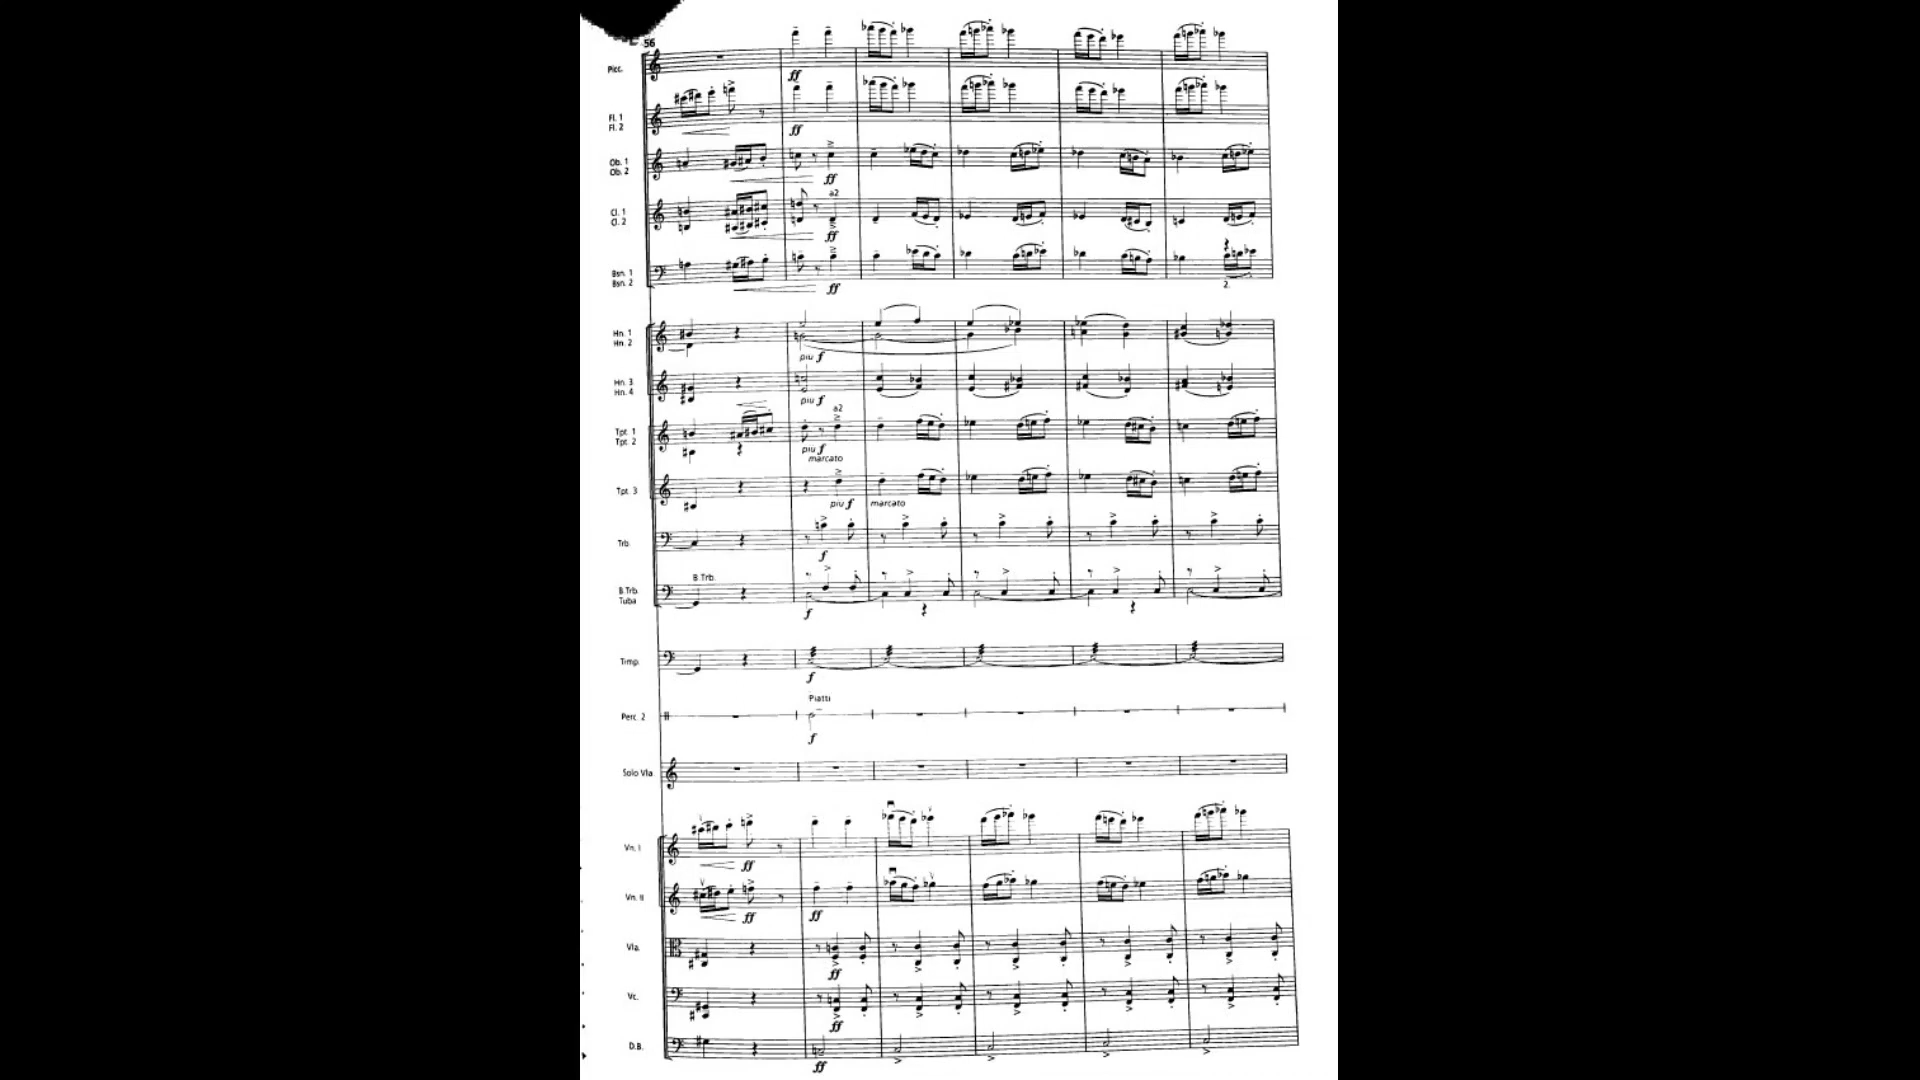 56
Picc.
ff
Fl. 1
Fl. 2
ff
Ob. 1
Ob. 2
ff
a2
Cl. 1
Cl. 2
ff
Bsn. 1
Bsn. 2
ff
2.
Hn. 1
Hn. 2
piu f
Hn. 3
Hn. 4
piu f
a2
Tpt. 1
Tpt. 2
piu f
marcato
Tpt. 3
piu f marcato
Trb.
f
B.Trb.
B.Trb.
Tuba
f
Timp.
f
Piatti
Perc. 2
f
Solo Vla.
Vn. I
ff
Vn. II
ff ff
Vla.
ff
Vc.
ff
D.B.
ff